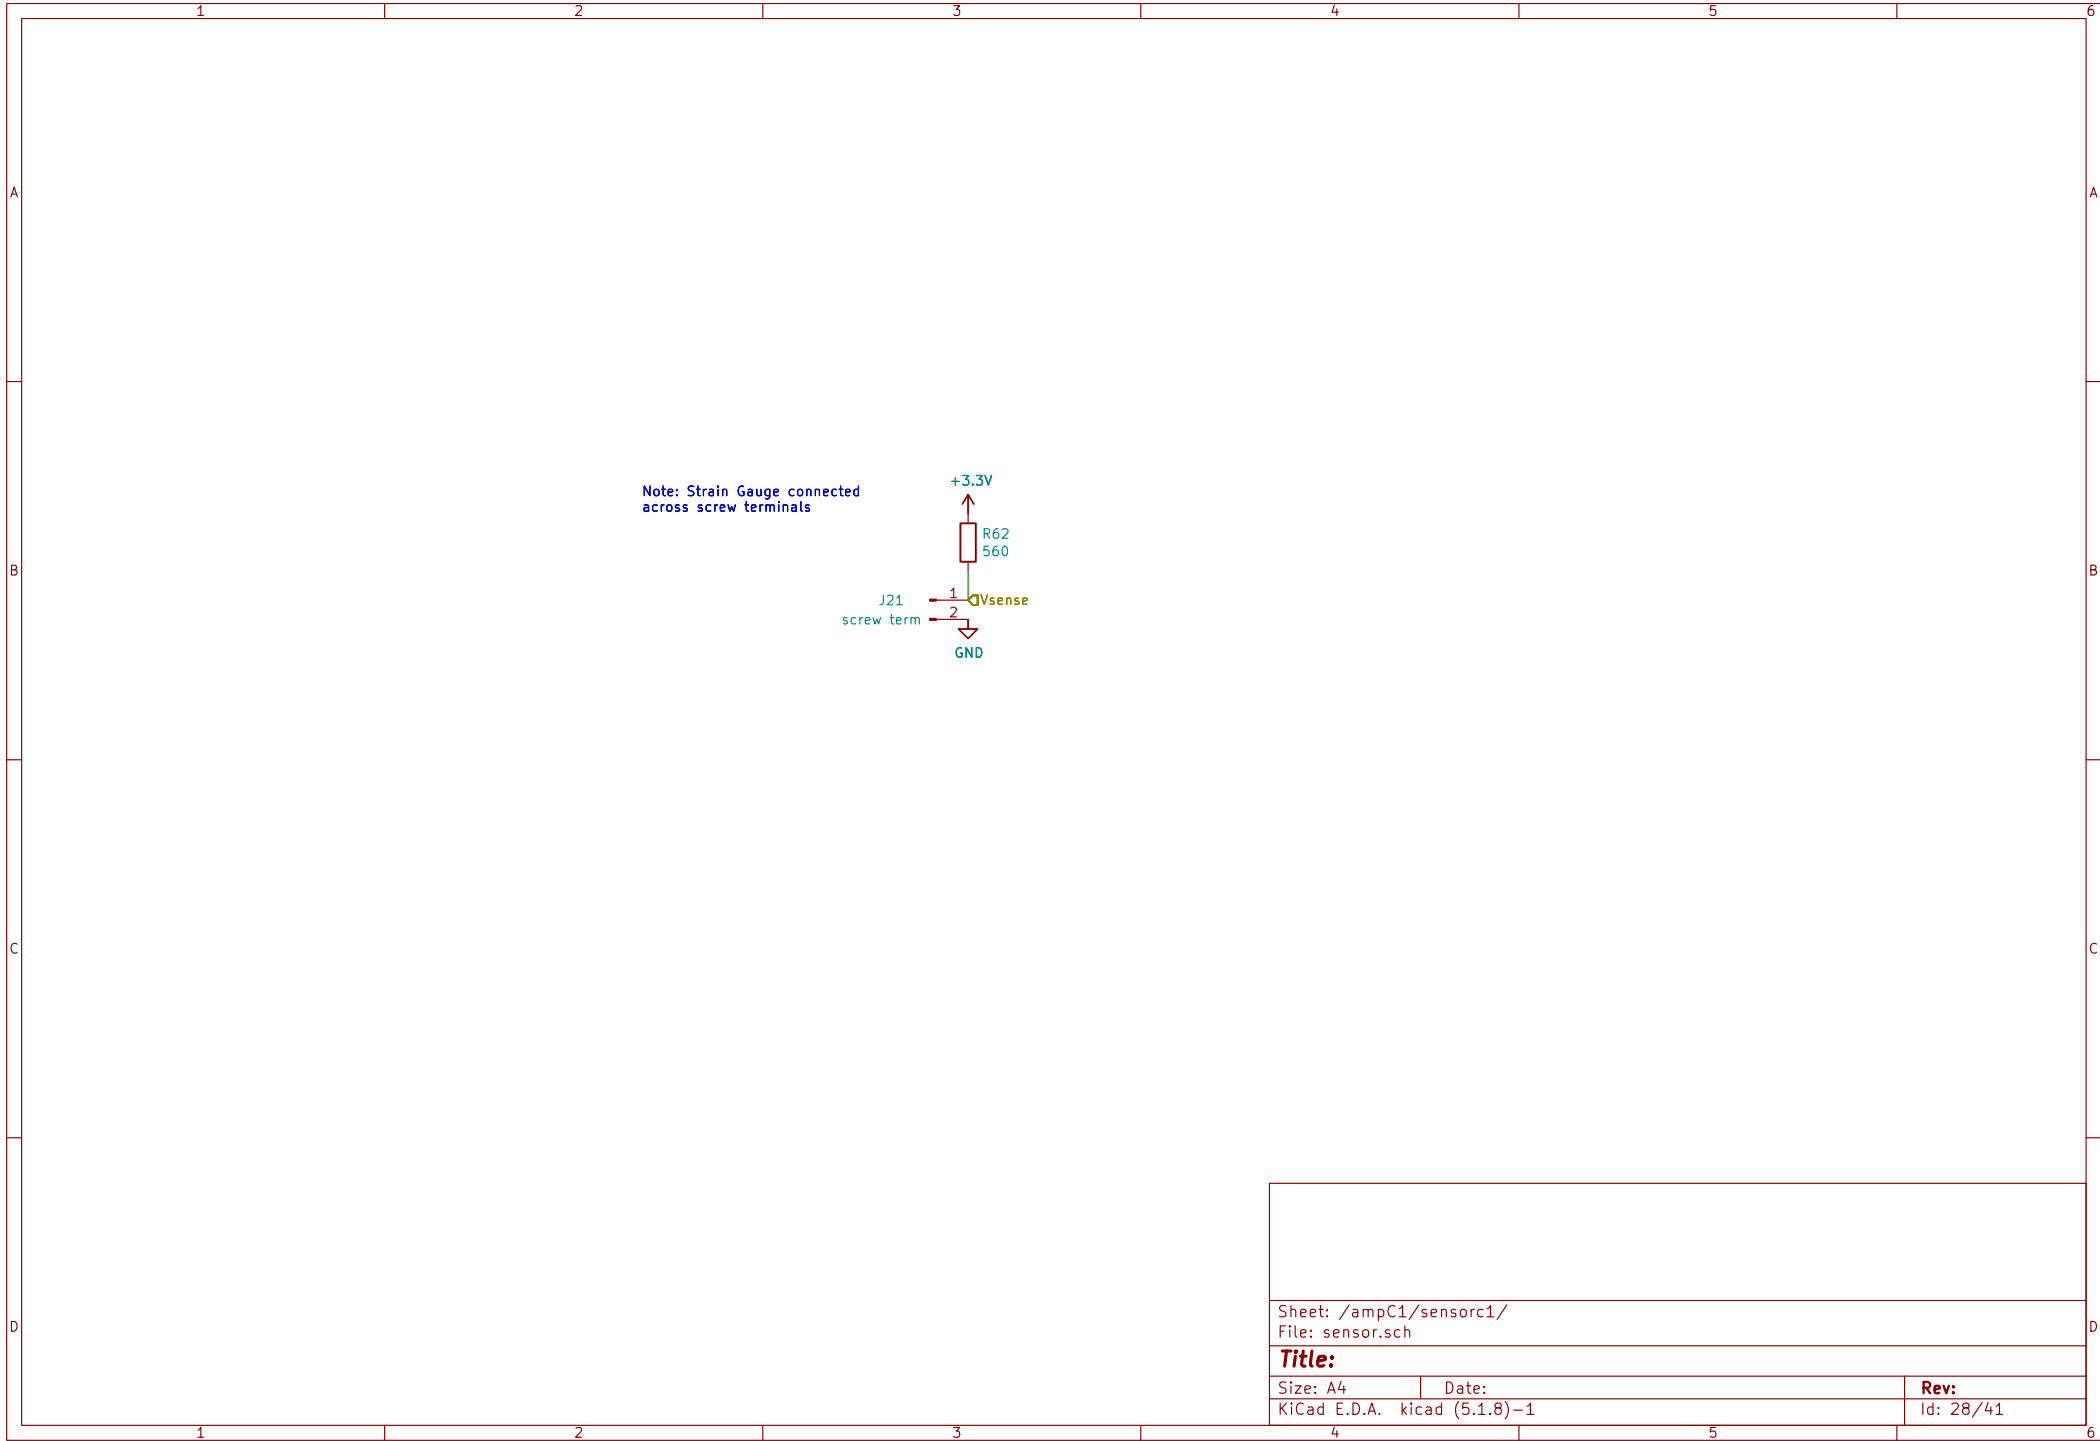 1 2 3 4 5 6
A A
Note: Strain Gauge connected
across screw terminals
+3.3V
R62
560
B B
J21 1 Vsense
screw term 2
GND
C C
Sheet: /ampC1/sensorc1/
File: sensor.sch
D D
Title:
Size: A4 Date: Rev:
KiCad E.D.A. kicad (5.1.8)-1 Id: 28/41
1 2 3 4 5 6